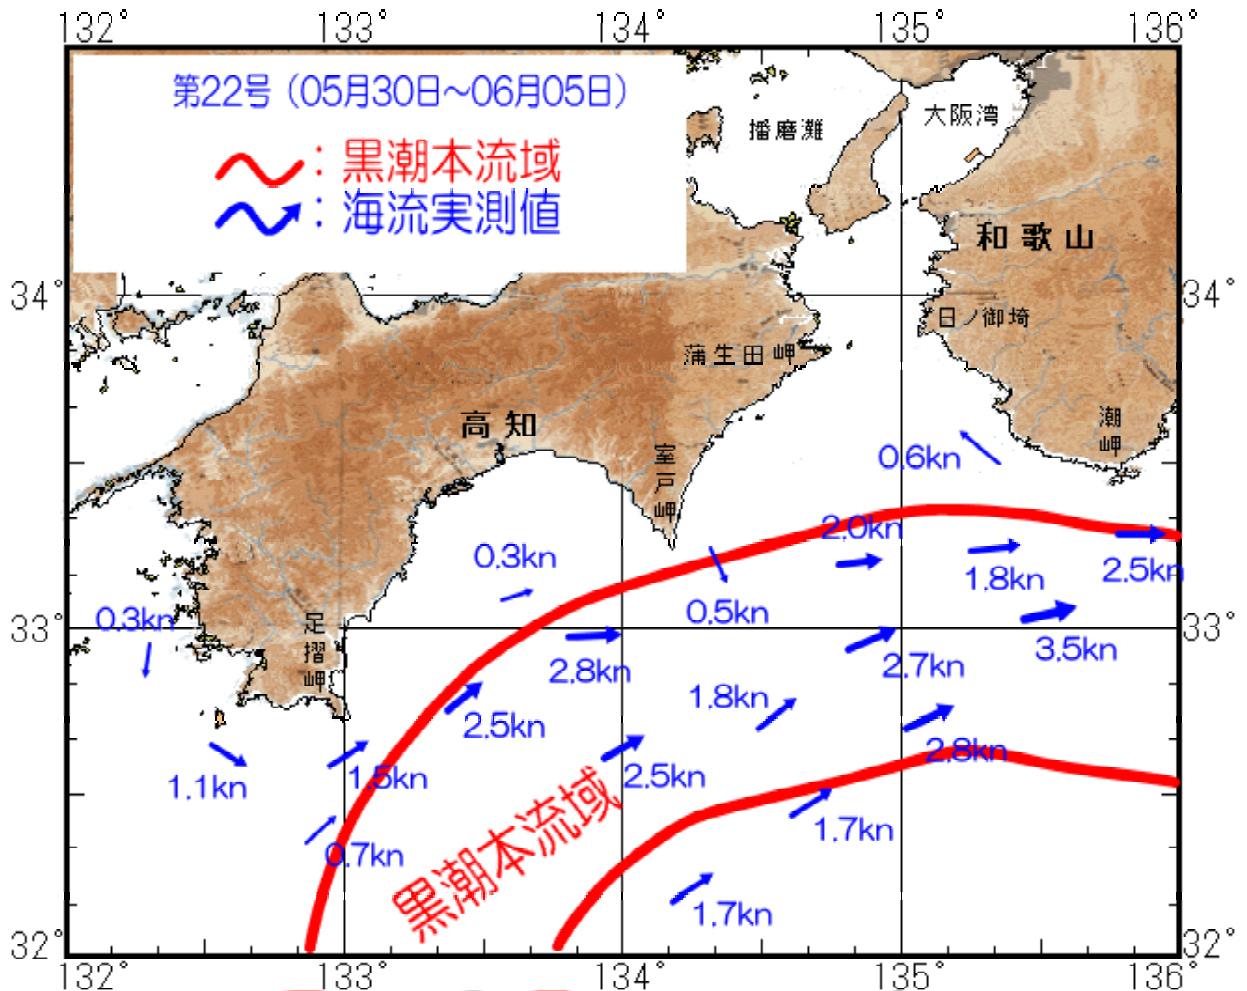 132° 133° 134° 135° 136°
第22号（05月30日～06月05日）
：黒潮本流域
：海流実測値
大阪湾
播磨灘
和歌山
34° 34°
日ノ御埼
蒲生田岬
潮岬
高知
室戸岬
0.6kn
2.0kn
0.3kn
1.8kn
2.5kn
0.5kn
0.3kn
足摺岬
33° 33°
3.5kn
2.8kn
2.7kn
1.8kn
2.5kn
2.8kn
1.5kn
2.5kn
1.1kn
黒潮本流域
1.7kn
0.7kn
1.7kn
32° 32°
132° 133° 134° 135° 136°